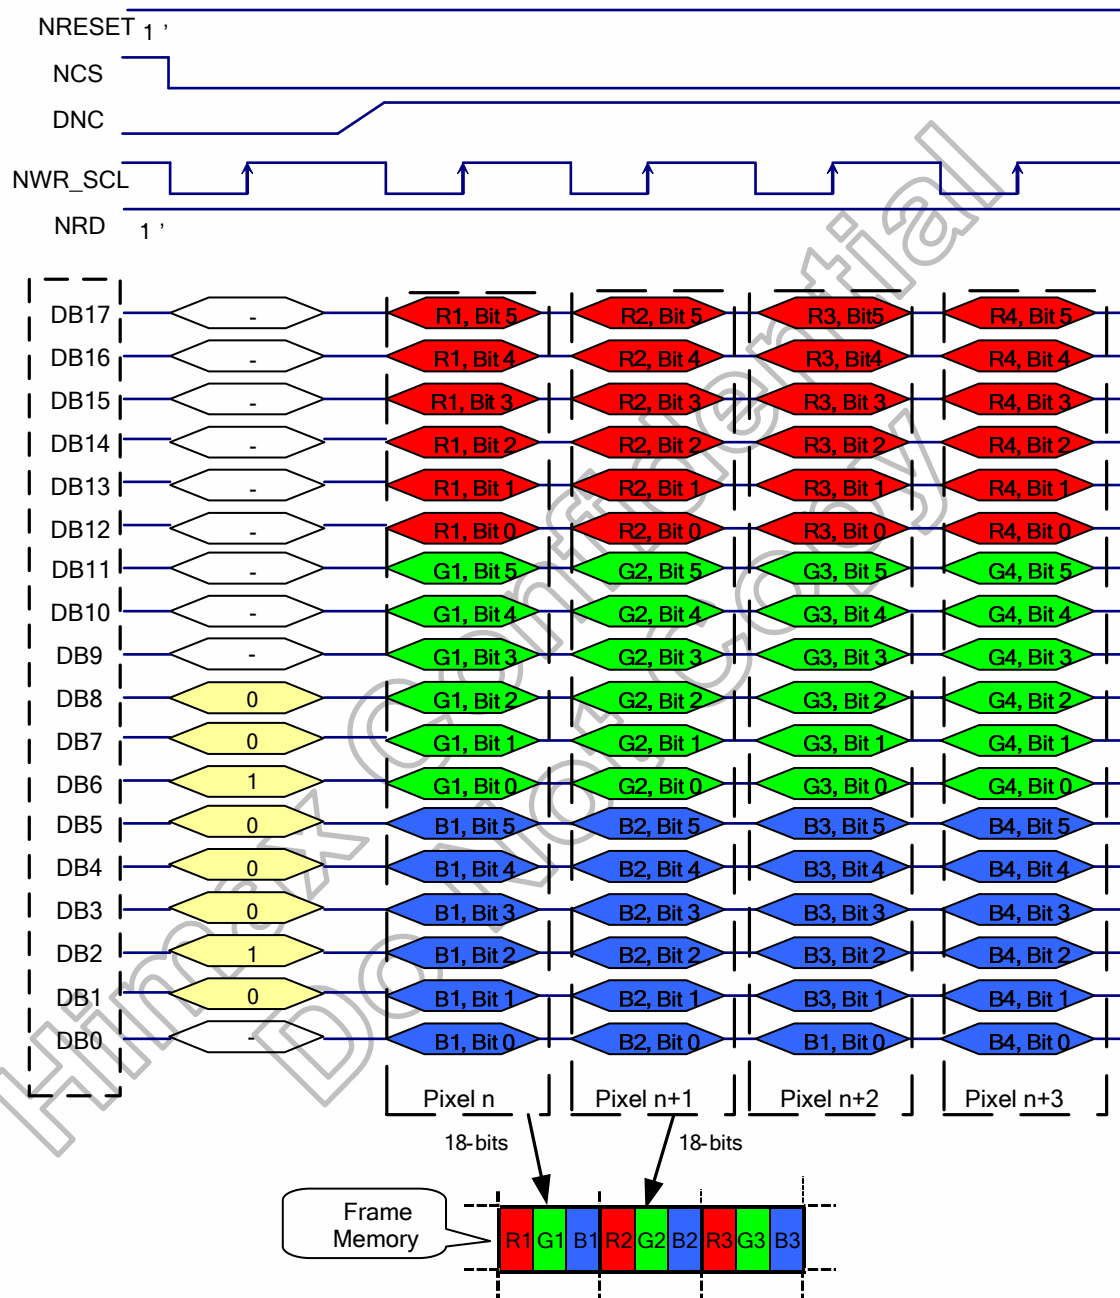 NRESET 1 '
NCS
DNC
NWR_SCL
NRD 1 '
DB17 - R1, Bit 5 R2, Bit 5 R3, Bit5 R4, Bit 5
DB16 - R1, Bit 4 R2, Bit 4 R3, Bit4 R4, Bit 4
DB15 - R1, Bit 3 R2, Bit 3 R3, Bit 3 R4, Bit 3
DB14 - R1, Bit 2 R2, Bit 2 R3, Bit 2 R4, Bit 2
DB13 - R1, Bit 1 R2, Bit 1 R3, Bit 1 R4, Bit 1
DB12 - R1, Bit 0 R2, Bit 0 R3, Bit 0 R4, Bit 0
DB11 - G1, Bit 5 G2, Bit 5 G3, Bit 5 G4, Bit 5
DB10 - G1, Bit 4 G2, Bit 4 G3, Bit 4 G4, Bit 4
DB9 - G1, Bit 3 G2, Bit 3 G3, Bit 3 G4, Bit 3
DB8 0 G1, Bit 2 G2, Bit 2 G3, Bit 2 G4, Bit 2
DB7 0 G1, Bit 1 G2, Bit 1 G3, Bit 1 G4, Bit 1
DB6 1 G1, Bit 0 G2, Bit 0 G3, Bit 0 G4, Bit 0
DB5 0 B1, Bit 5 B2, Bit 5 B3, Bit 5 B4, Bit 5
DB4 0 B1, Bit 4 B2, Bit 4 B3, Bit 4 B4, Bit 4
DB3 0 B1, Bit 3 B2, Bit 3 B3, Bit 3 B4, Bit 3
DB2 1 B1, Bit 2 B2, Bit 2 B3, Bit 2 B4, Bit 2
DB1 0 B1, Bit 1 B2, Bit 1 B3, Bit 1 B4, Bit 1
DB0 - B1, Bit 0 B2, Bit 0 B1, Bit 0 B4, Bit 0
Pixel n Pixel n+1 Pixel n+2 Pixel n+3
18-bits 18-bits
Frame
Memory
R1 G1 B1 R2 G2 B2 R3 G3 B3
Himax Confidential
Do Not Copy